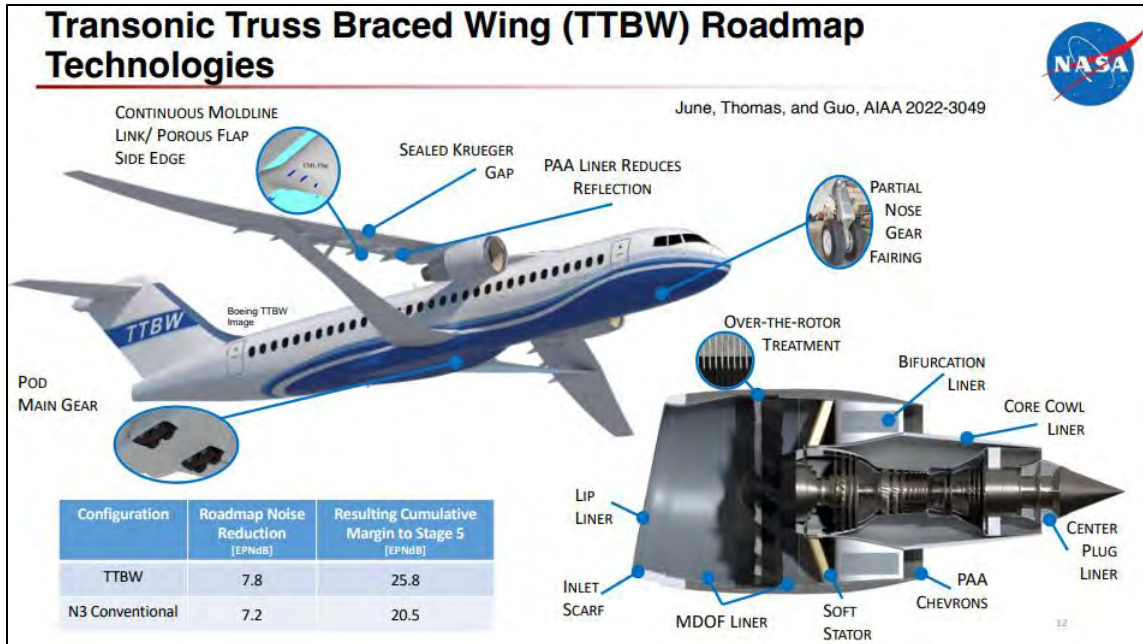 Transonic Truss Braced Wing (TTBW) Roadmap
Technologies
NASA
June, Thomas, and Guo, AIAA 2022-3049
CONTINUOUS MOLDLINE
LINK/ POROUS FLAP
SIDE EDGE
CML Flap
SEALED KRUEGER
GAP
PAA LINER REDUCES
REFLECTION
PARTIAL
NOSE
GEAR
FAIRING
TTBW
Boeing TTBW
Image
POD
MAIN GEAR
OVER-THE-ROTOR
TREATMENT
BIFURCATION
LINER
CORE COWL
LINER
LIP
LINER
INLET
SCARF
MDOF LINER
SOFT
STATOR
PAA
CHEVRONS
CENTER
PLUG
LINER
Configuration Roadmap Noise Resulting Cumulative
Reduction Margin to Stage 5
[EPNdB] [EPNdB]
TTBW 7.8 25.8
N3 Conventional 7.2 20.5
12